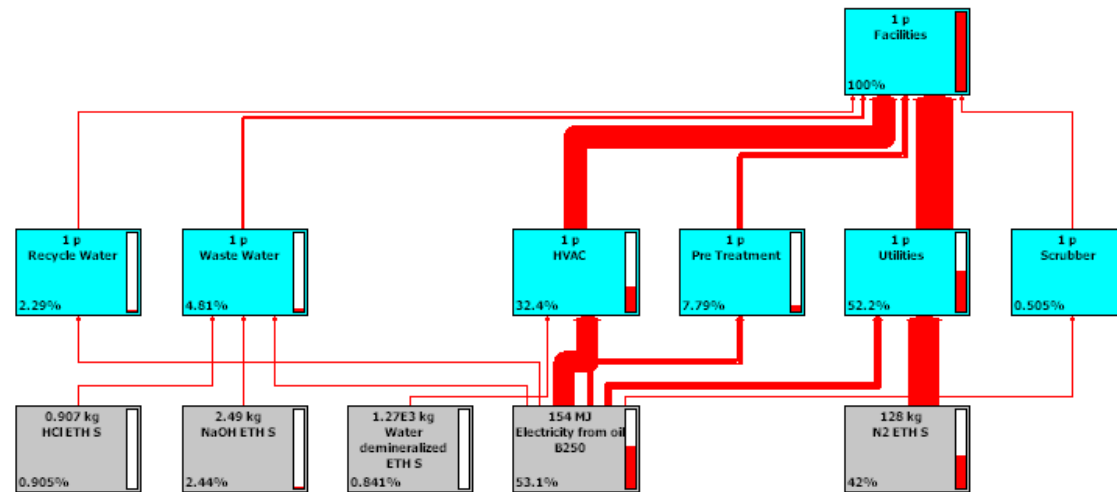 1 p
Facilities
100%
1 p
Recycle Water
2.29%
1 p
Waste Water
4.81%
1 p
HVAC
32.4%
1 p
Pre Treatment
7.79%
1 p
Utilities
52.2%
1 p
Scrubber
0.505%
0.907 kg
HCl ETH S
0.905%
2.49 kg
NaOH ETH S
2.44%
1.27E3 kg
Water
demineralized
ETH S
0.841%
154 MJ
Electricity from oil
B250
53.1%
128 kg
N2 ETH S
42%